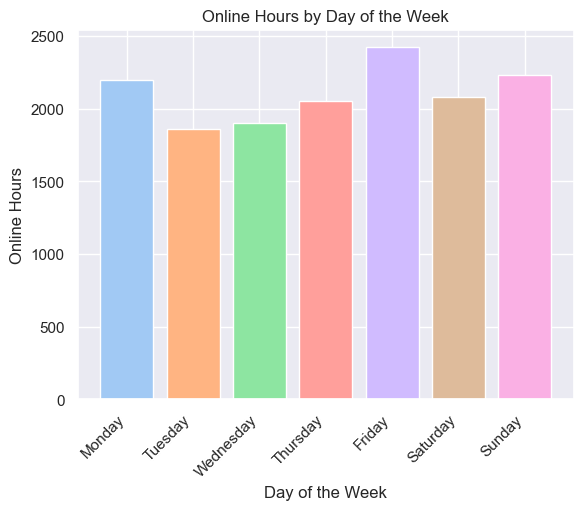 Online Hours by Day of the Week
2500
2000
1500
1000
500
0
Online Hours
Monday
Tuesday
Wednesday
Thursday
Friday
Saturday
Sunday
Day of the Week